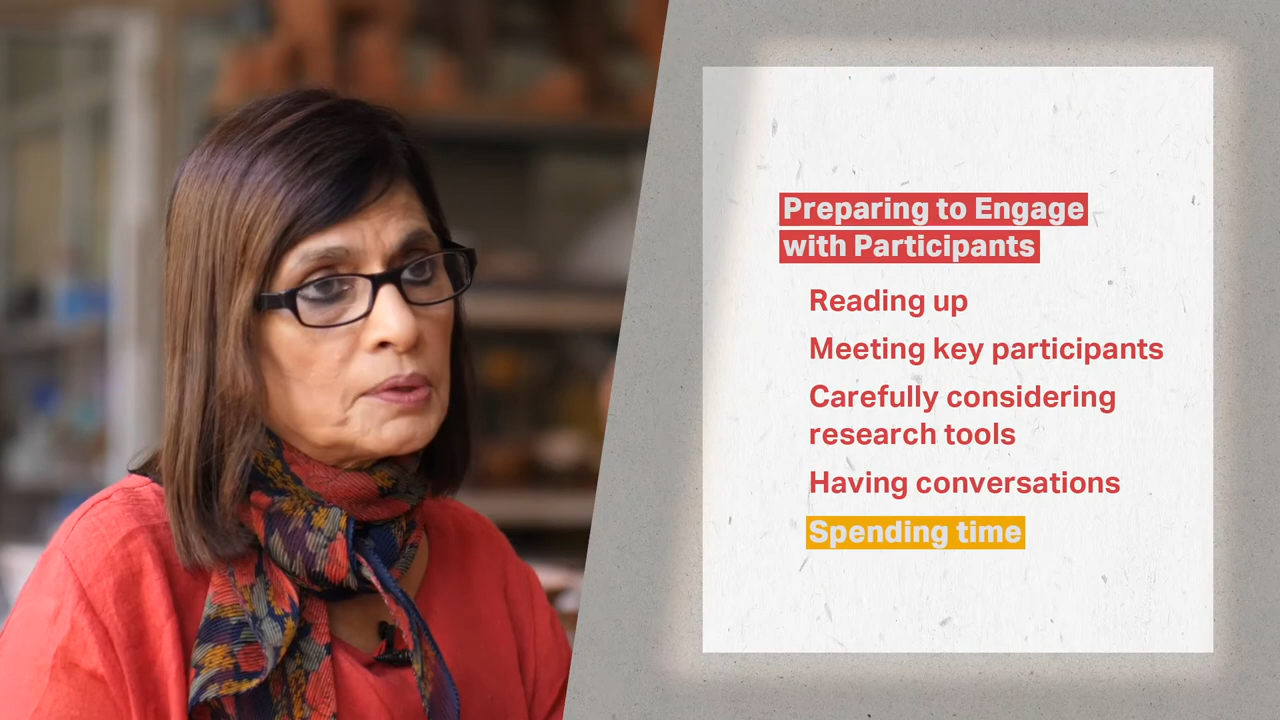 Preparing to Engage
with Participants
Reading up
Meeting key participants
Carefully considering
research tools
Having conversations
Spending time